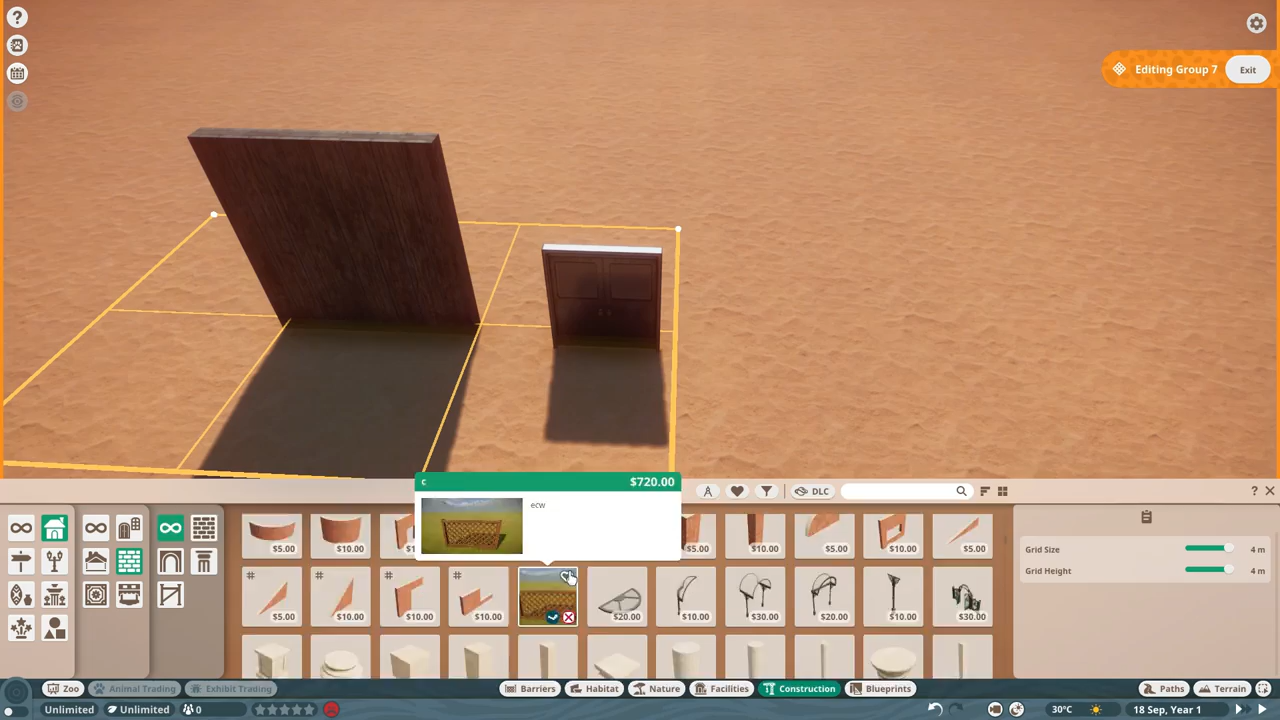 ?
Editing Group 7
Exit
c
$720.00
ecw
DLC
?
$5.00
$10.00
$5.00
$10.00
$5.00
$10.00
$5.00
Grid Size
4 m
Grid Height
4 m
#
#
#
#
$5.00
$10.00
$10.00
$10.00
$20.00
$10.00
$30.00
$20.00
$10.00
$30.00
Zoo
Animal Trading
Exhibit Trading
Barriers
Habitat
Nature
Facilities
Construction
Blueprints
Paths
Terrain
Unlimited
Unlimited
0
30°C
18 Sep, Year 1